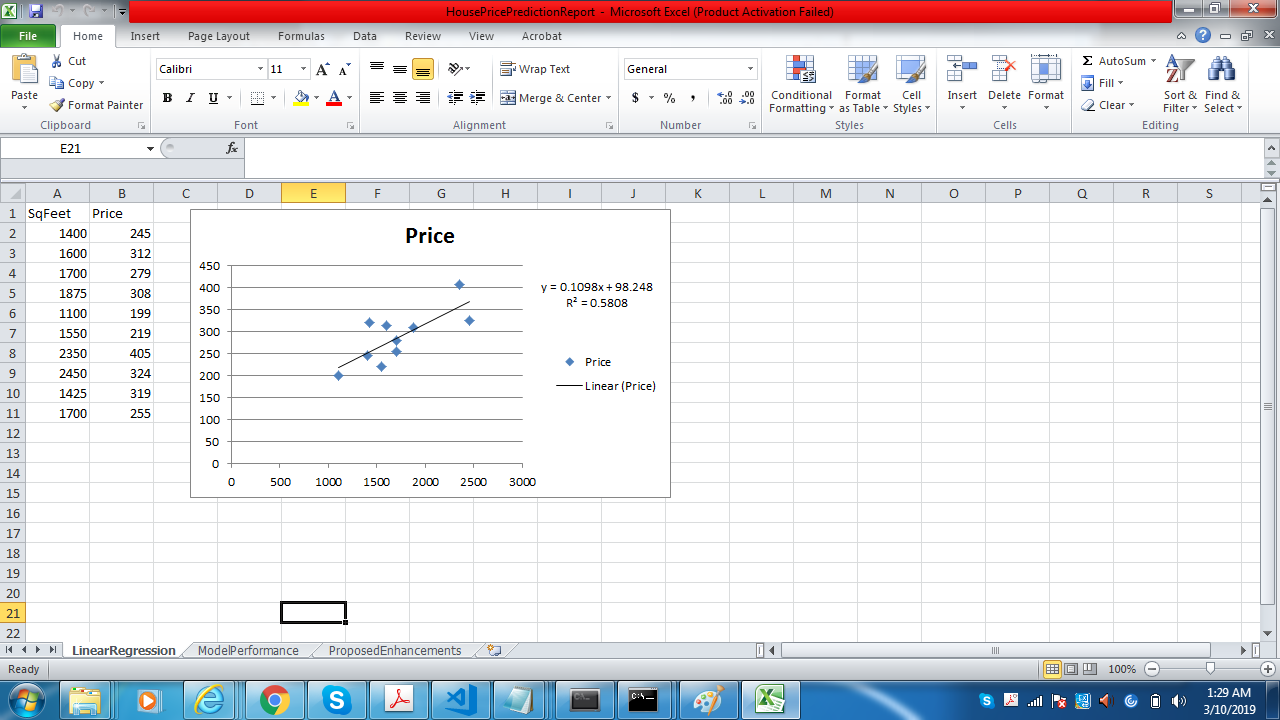 HousePricePredictionReport - Microsoft Excel (Product Activation Failed)
File Home Insert Page Layout Formulas Data Review View Acrobat
Paste
Cut
Copy
Format Painter
Clipboard
Calibri 11
B I U
Font
Wrap Text
Merge & Center
Alignment
General
$ % ,
Number
Conditional Formatting
Format as Table
Cell Styles
Styles
Insert Delete Format
Cells
Σ AutoSum
Fill
Clear
Sort & Filter
Find & Select
Editing
E21 fx
A B C D E F G H I J K L M N O P Q R S
1 SqFeet Price
2 1400 245
3 1600 312
4 1700 279
5 1875 308
6 1100 199
7 1550 219
8 2350 405
9 2450 324
10 1425 319
11 1700 255
12
13
14
15
16
17
18
19
20
21
22
Price
450
400
350
300
250
200
150
100
50
0
0 500 1000 1500 2000 2500 3000
y = 0.1098x + 98.248
R² = 0.5808
Price
Linear (Price)
LinearRegression ModelPerformance ProposedEnhancements
Ready 100%
1:29 AM
3/10/2019